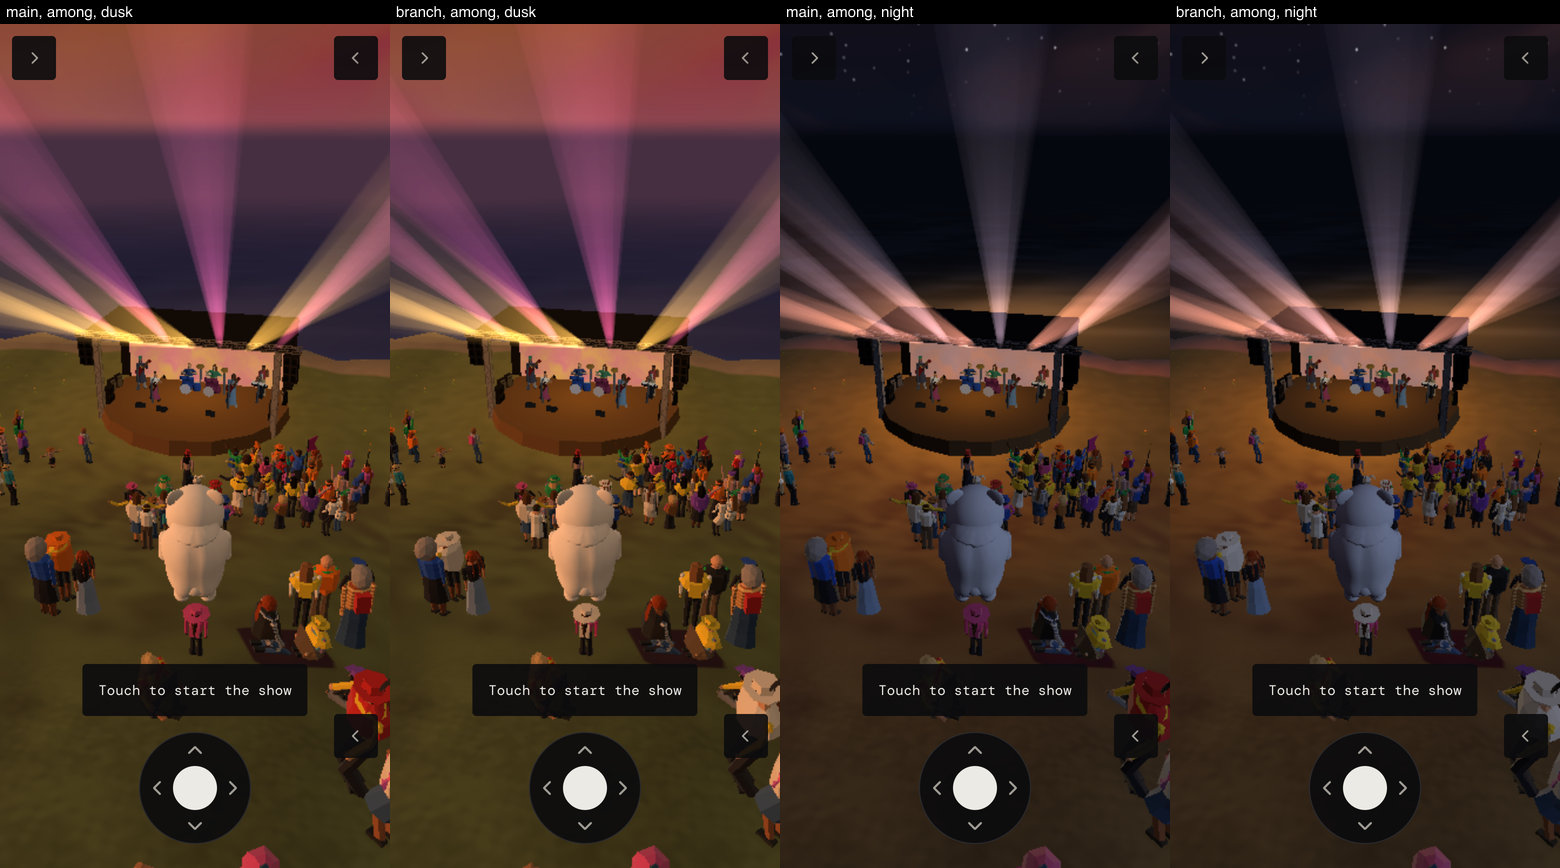 main, among, dusk
branch, among, dusk
main, among, night
branch, among, night
Touch to start the show
Touch to start the show
Touch to start the show
Touch to start the show